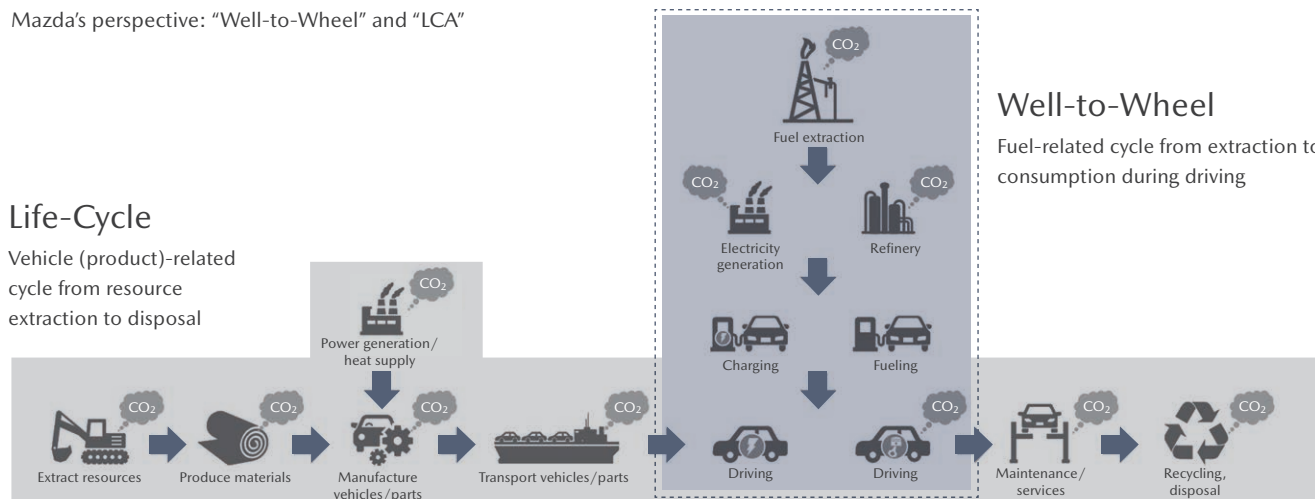 Mazda’s perspective: “Well-to-Wheel” and “LCA”
CO2
Fuel extraction
Well-to-Wheel
Fuel-related cycle from extraction to
consumption during driving
CO2
CO2
Electricity
generation
Refinery
Life-Cycle
Vehicle (product)-related
cycle from resource
extraction to disposal
CO2
Power generation/
heat supply
Charging
Fueling
CO2
CO2
CO2
CO2
CO2
CO2
CO2
Extract resources
Produce materials
Manufacture
vehicles/parts
Transport vehicles/parts
Driving
Driving
Maintenance/
services
Recycling,
disposal